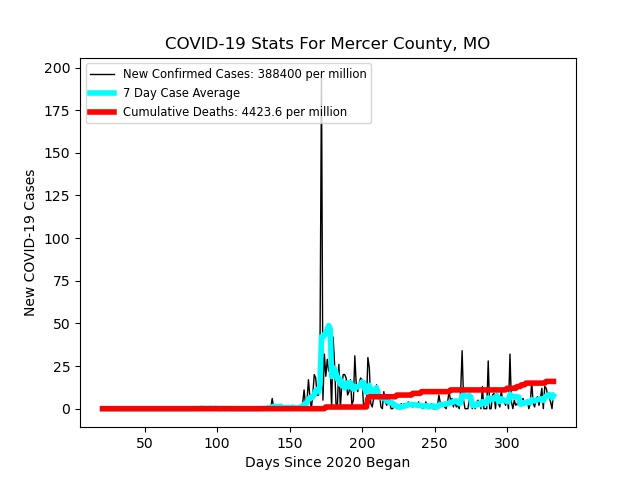 COVID-19 Stats For Mercer County, MO
New Confirmed Cases: 388400 per million
7 Day Case Average
Cumulative Deaths: 4423.6 per million
New COVID-19 Cases
200
175
150
125
100
75
50
25
0
50 100 150 200 250 300
Days Since 2020 Began